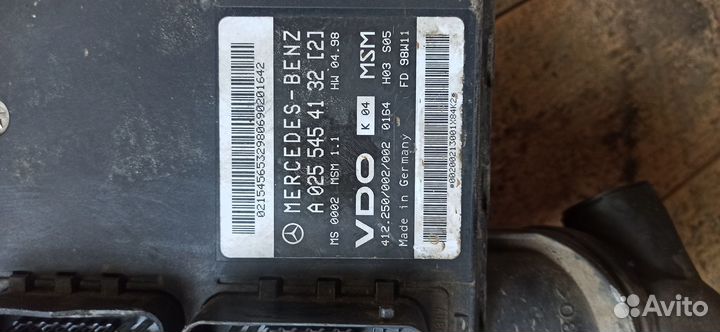 MERCEDES-BENZ
A 025 545 41 32 [2]
MS 0002 MSM 1.1 HW 04.98
VDO K 04 MSM
412.250/002/002 0164 H03 S05
Made in Germany FD 98W11
0215456532980690201642
*00200213001X84K2*
Avito